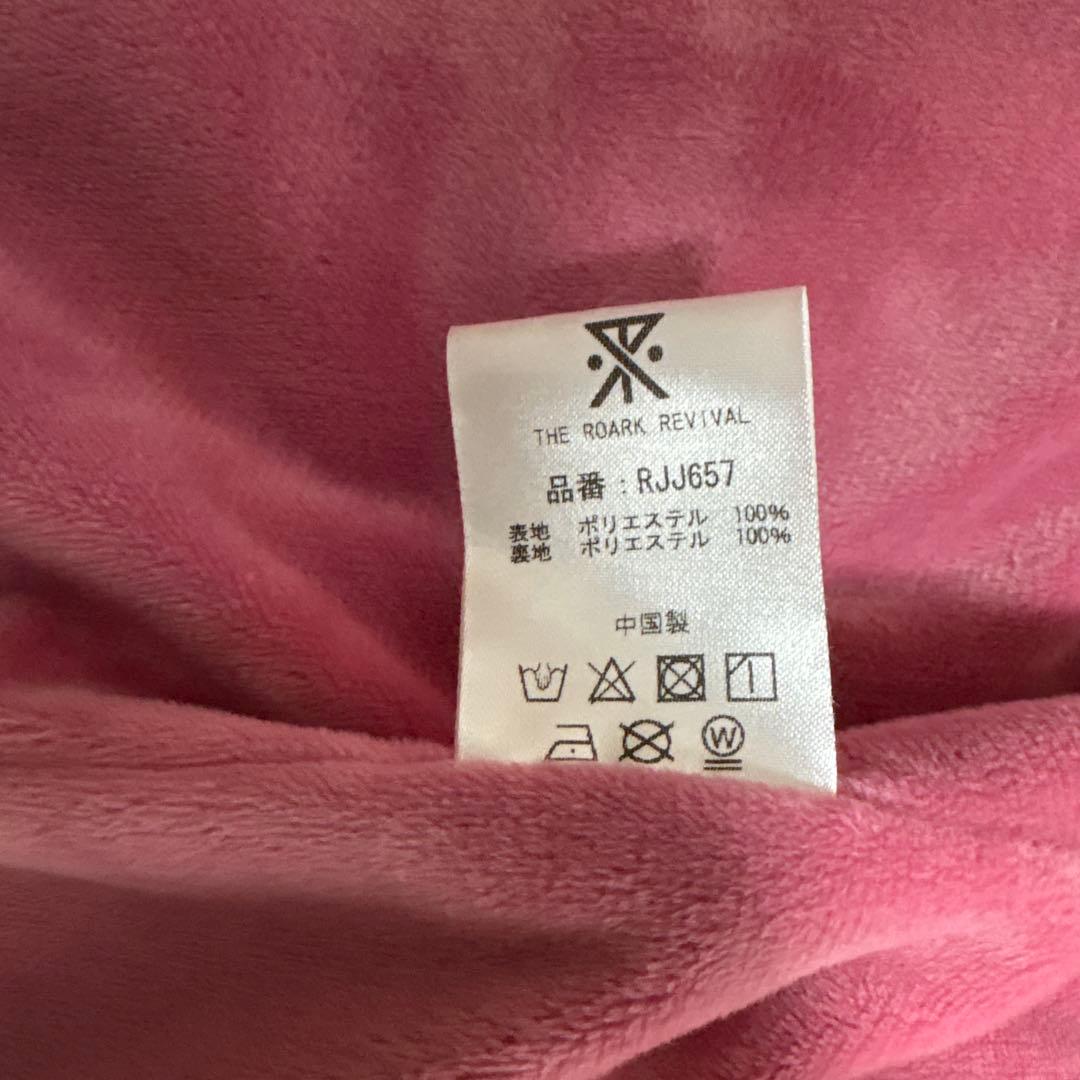 THE ROARK REVIVAL
品番：RJJ657
表地 ポリエステル 100%
裏地 ポリエステル 100%
中国製
W